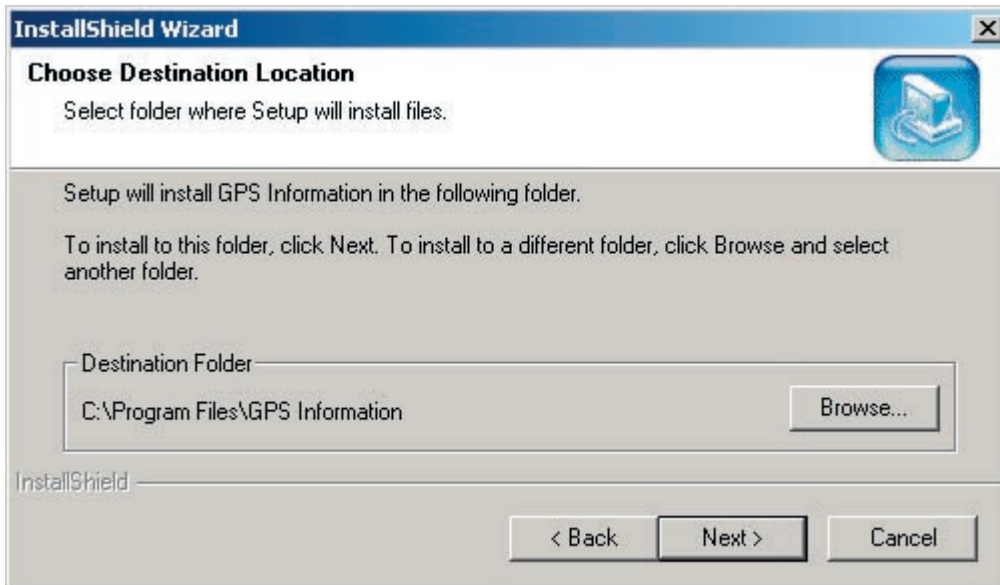 InstallShield Wizard
Choose Destination Location
Select folder where Setup will install files.
Setup will install GPS Information in the following folder.
To install to this folder, click Next. To install to a different folder, click Browse and select
another folder.
Destination Folder
C:\Program Files\GPS Information
Browse...
InstallShield
< Back
Next >
Cancel